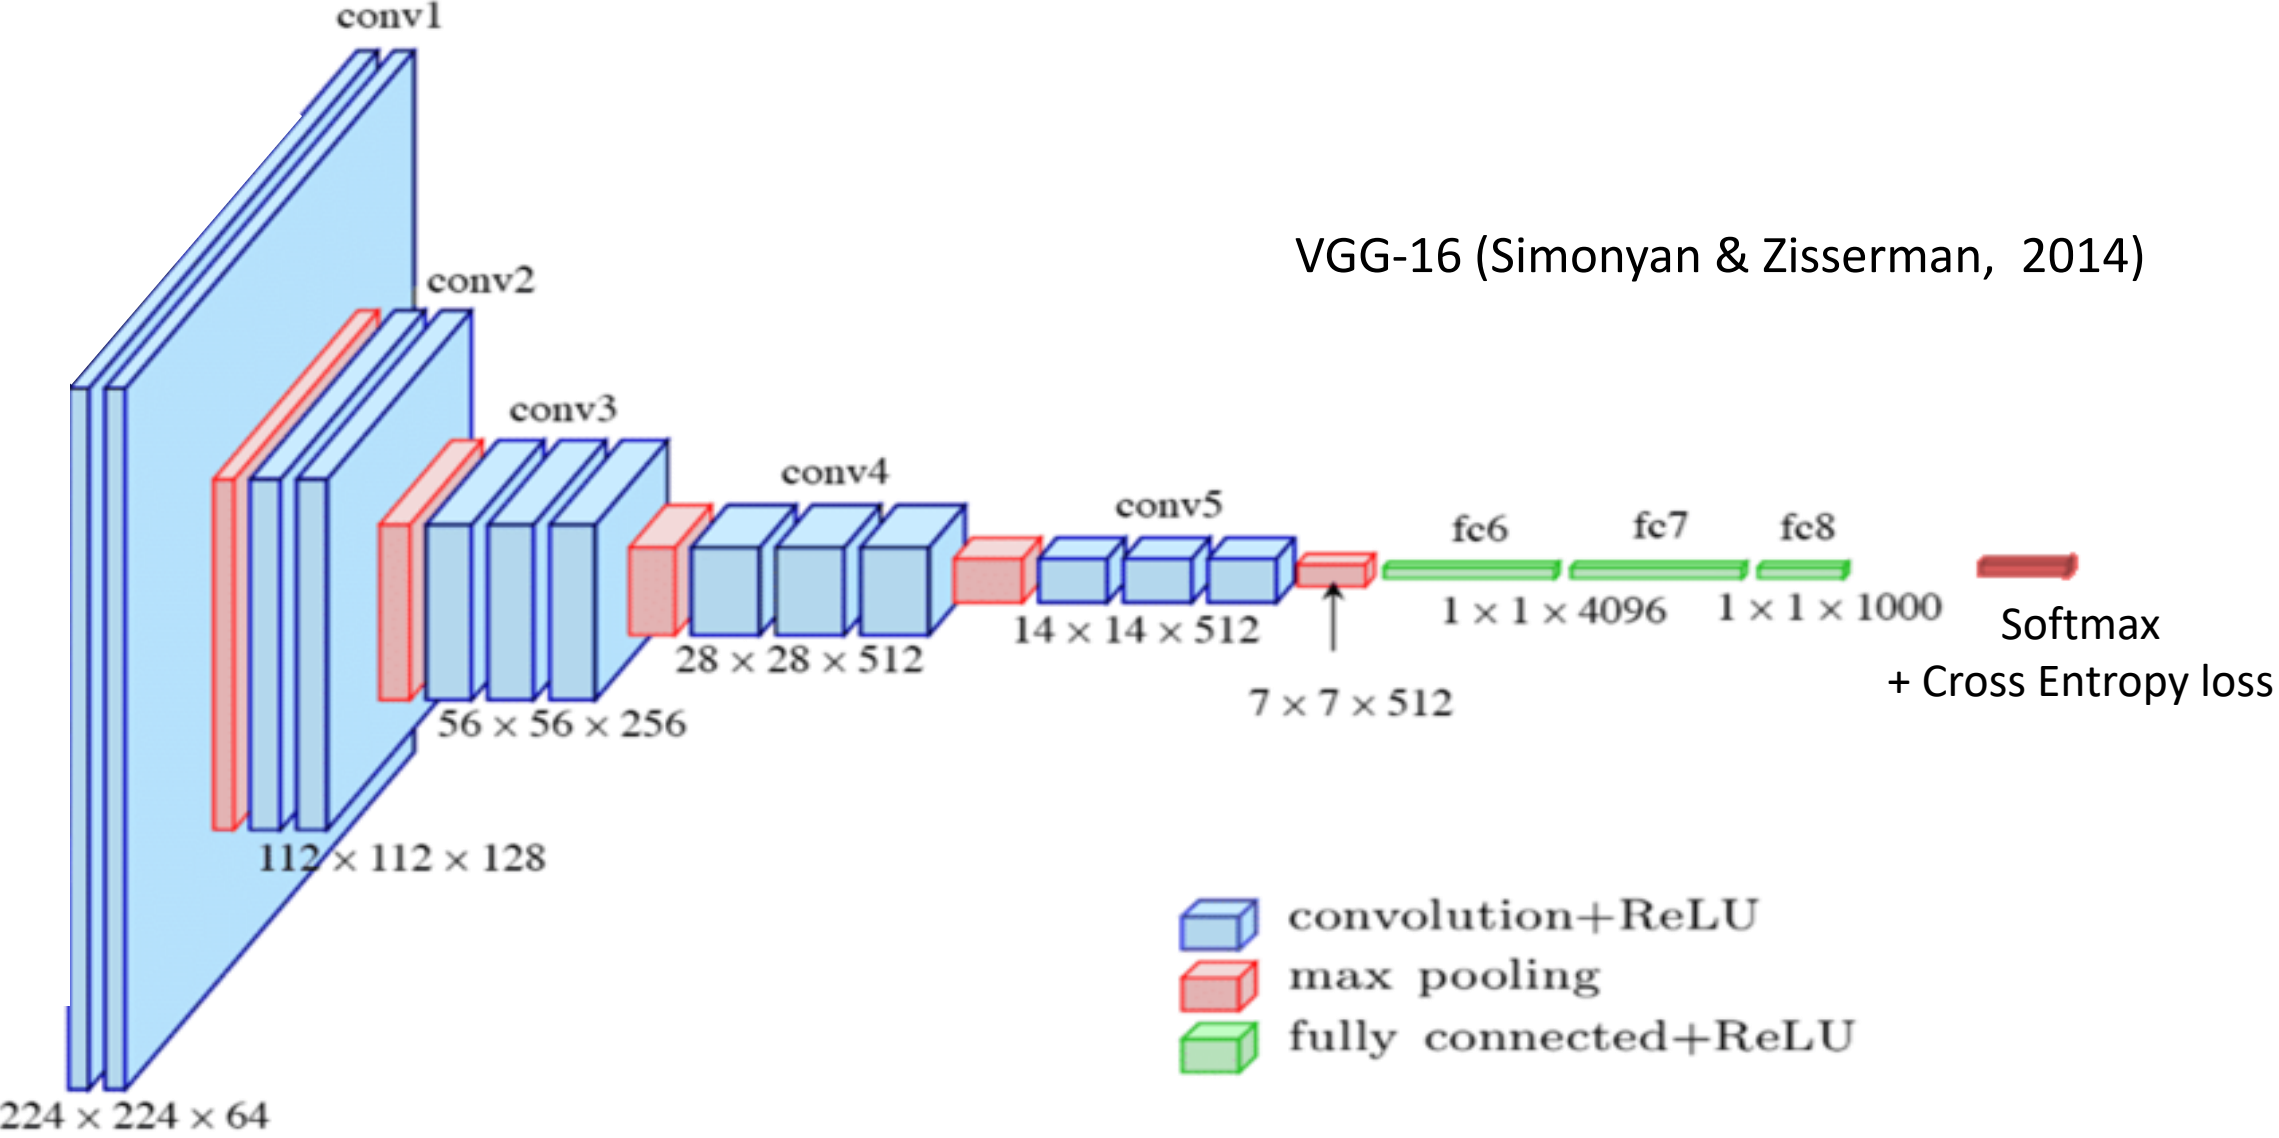 conv1
conv2
conv3
conv4
conv5
fc6
fc7
fc8
VGG-16 (Simonyan & Zisserman, 2014)
224 × 224 × 64
112 × 112 × 128
56 × 56 × 256
28 × 28 × 512
14 × 14 × 512
7 × 7 × 512
1 × 1 × 4096
1 × 1 × 1000
Softmax
+ Cross Entropy loss
convolution+ReLU
max pooling
fully connected+ReLU